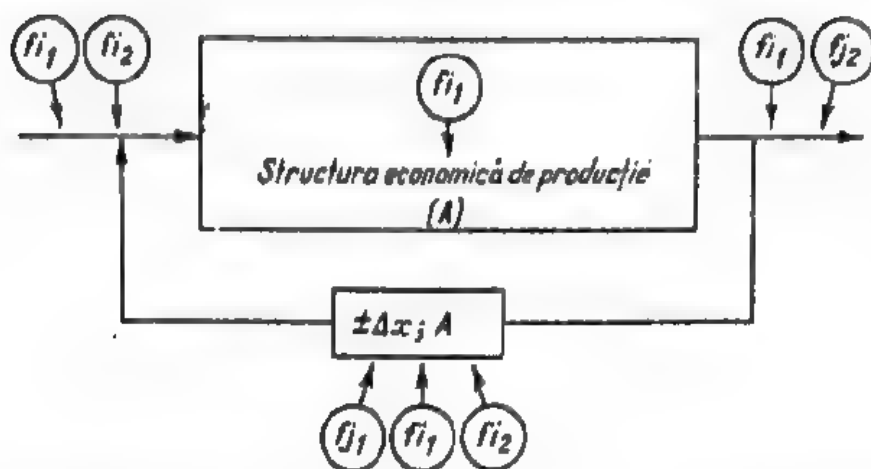 fi₁ fi₂ fi₁ fi₁ fj₂
Structura economică de producție
(A)
±Δx; A
fj₁ fi₁ fi₂